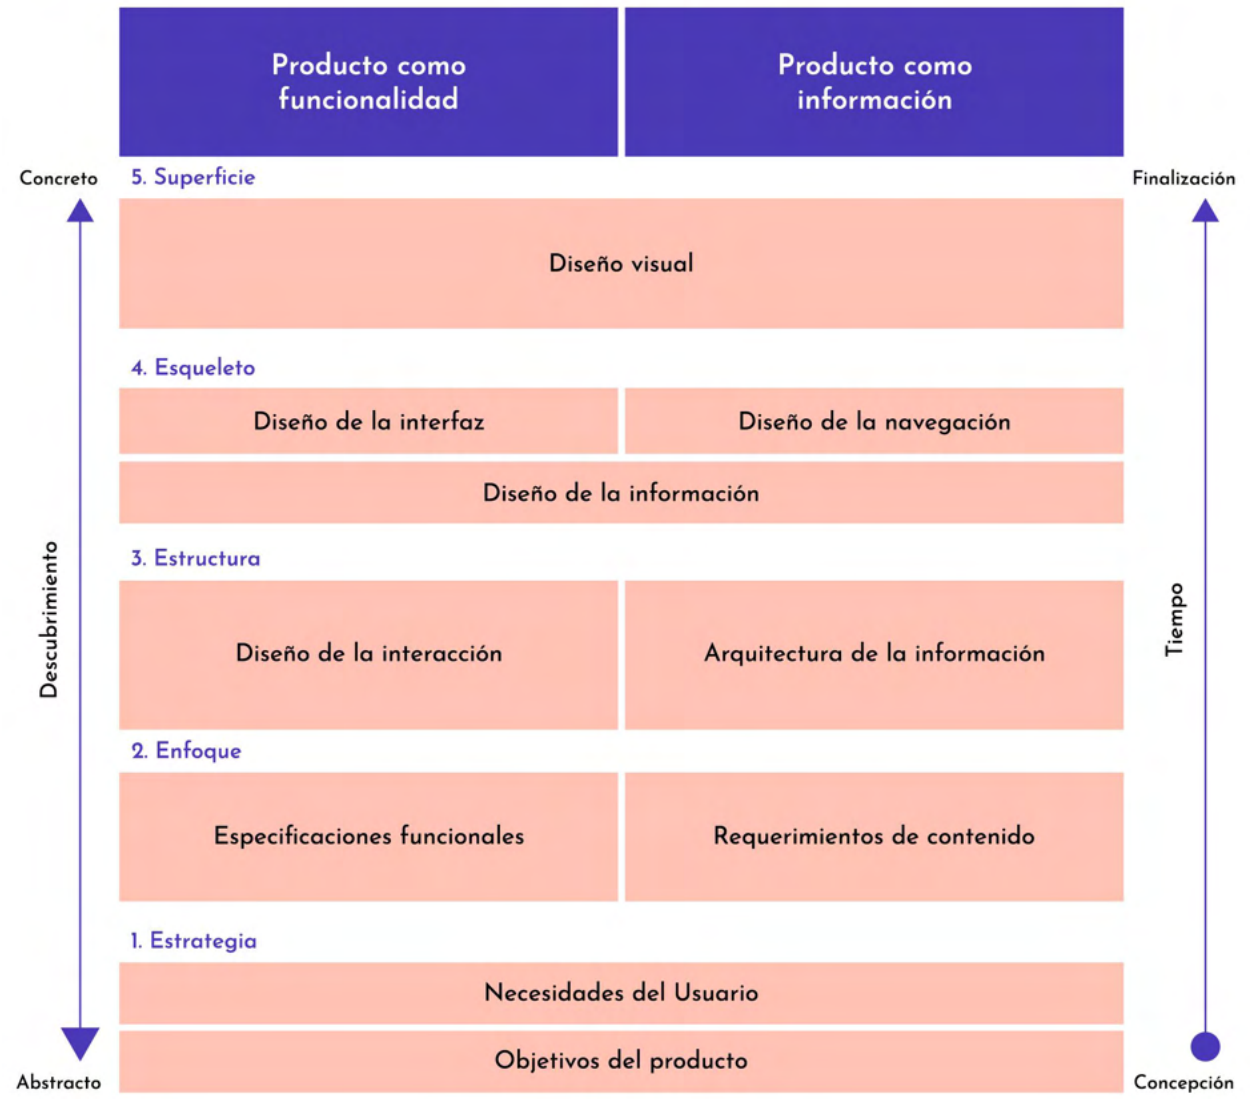 Producto como
funcionalidad
Producto como
información
Concreto
5. Superficie
Finalización
Diseño visual
4. Esqueleto
Diseño de la interfaz
Diseño de la navegación
Diseño de la información
3. Estructura
Descubrimiento
Tiempo
Diseño de la interacción
Arquitectura de la información
2. Enfoque
Especificaciones funcionales
Requerimientos de contenido
1. Estrategia
Necesidades del Usuario
Objetivos del producto
Abstracto
Concepción